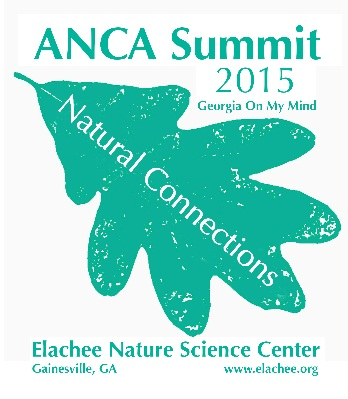 ANCA Summit
2015
Georgia On My Mind
Natural Connections
Elachee Nature Science Center
Gainesville, GA www.elachee.org